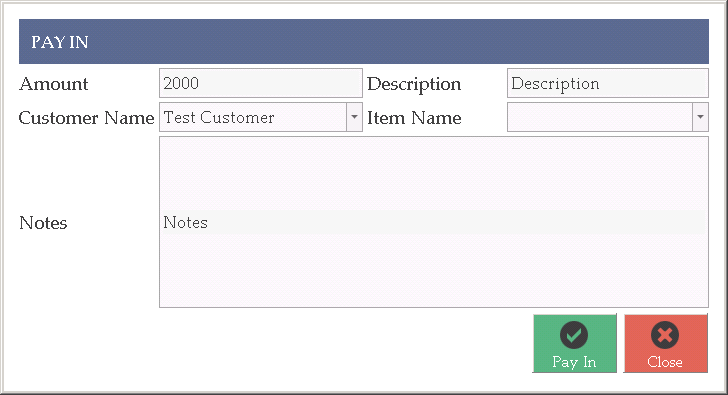 PAY IN
Amount 2000 Description Description
Customer Name Test Customer Item Name
Notes Notes
Pay In Close